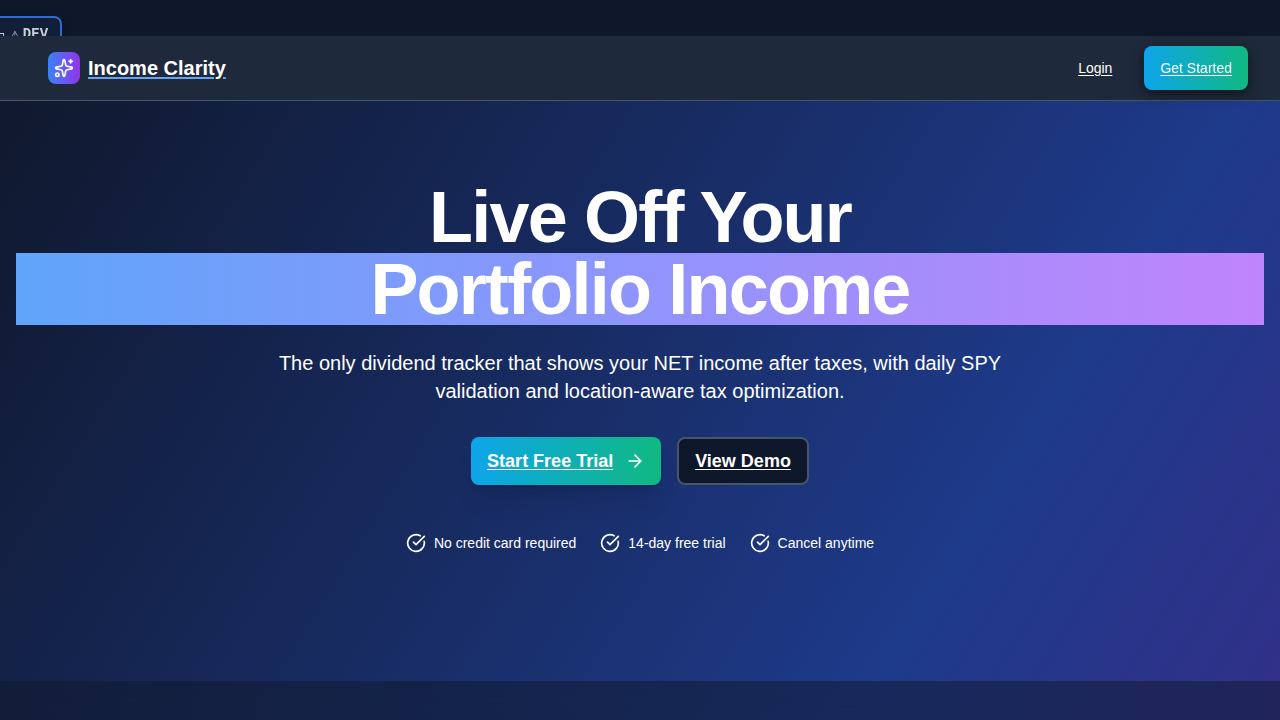 DEV
Income Clarity
Login
Get Started
Live Off Your
Portfolio Income
The only dividend tracker that shows your NET income after taxes, with daily SPY
validation and location-aware tax optimization.
Start Free Trial
View Demo
No credit card required
14-day free trial
Cancel anytime